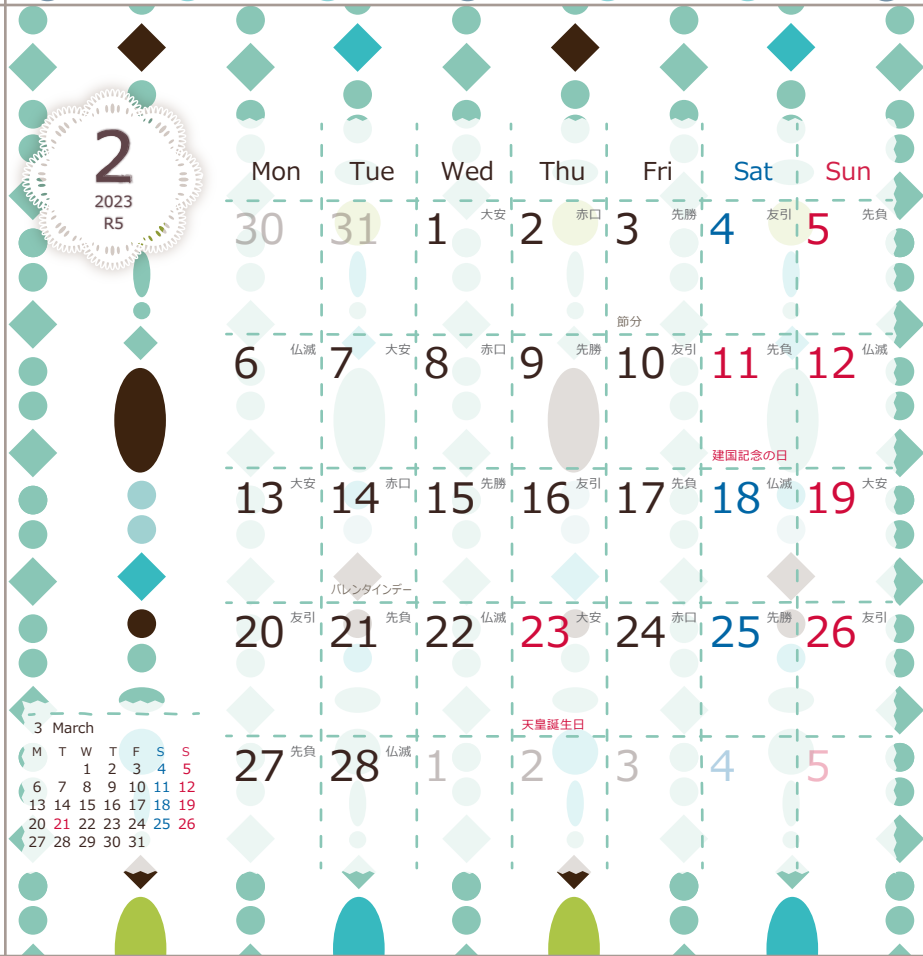 2
2023
R5
Mon Tue Wed Thu Fri Sat Sun
30 31 1 大安 2 赤口 3 先勝 4 友引 5 先負
節分
6 仏滅 7 大安 8 赤口 9 先勝 10 友引 11 先負 12 仏滅
建国記念の日
13 大安 14 赤口 15 先勝 16 友引 17 先負 18 仏滅 19 大安
バレンタインデー
20 友引 21 先負 22 仏滅 23 大安 24 赤口 25 先勝 26 友引
天皇誕生日
27 先負 28 仏滅 1 2 3 4 5
3 March
M T W T F S S
1 2 3 4 5
6 7 8 9 10 11 12
13 14 15 16 17 18 19
20 21 22 23 24 25 26
27 28 29 30 31